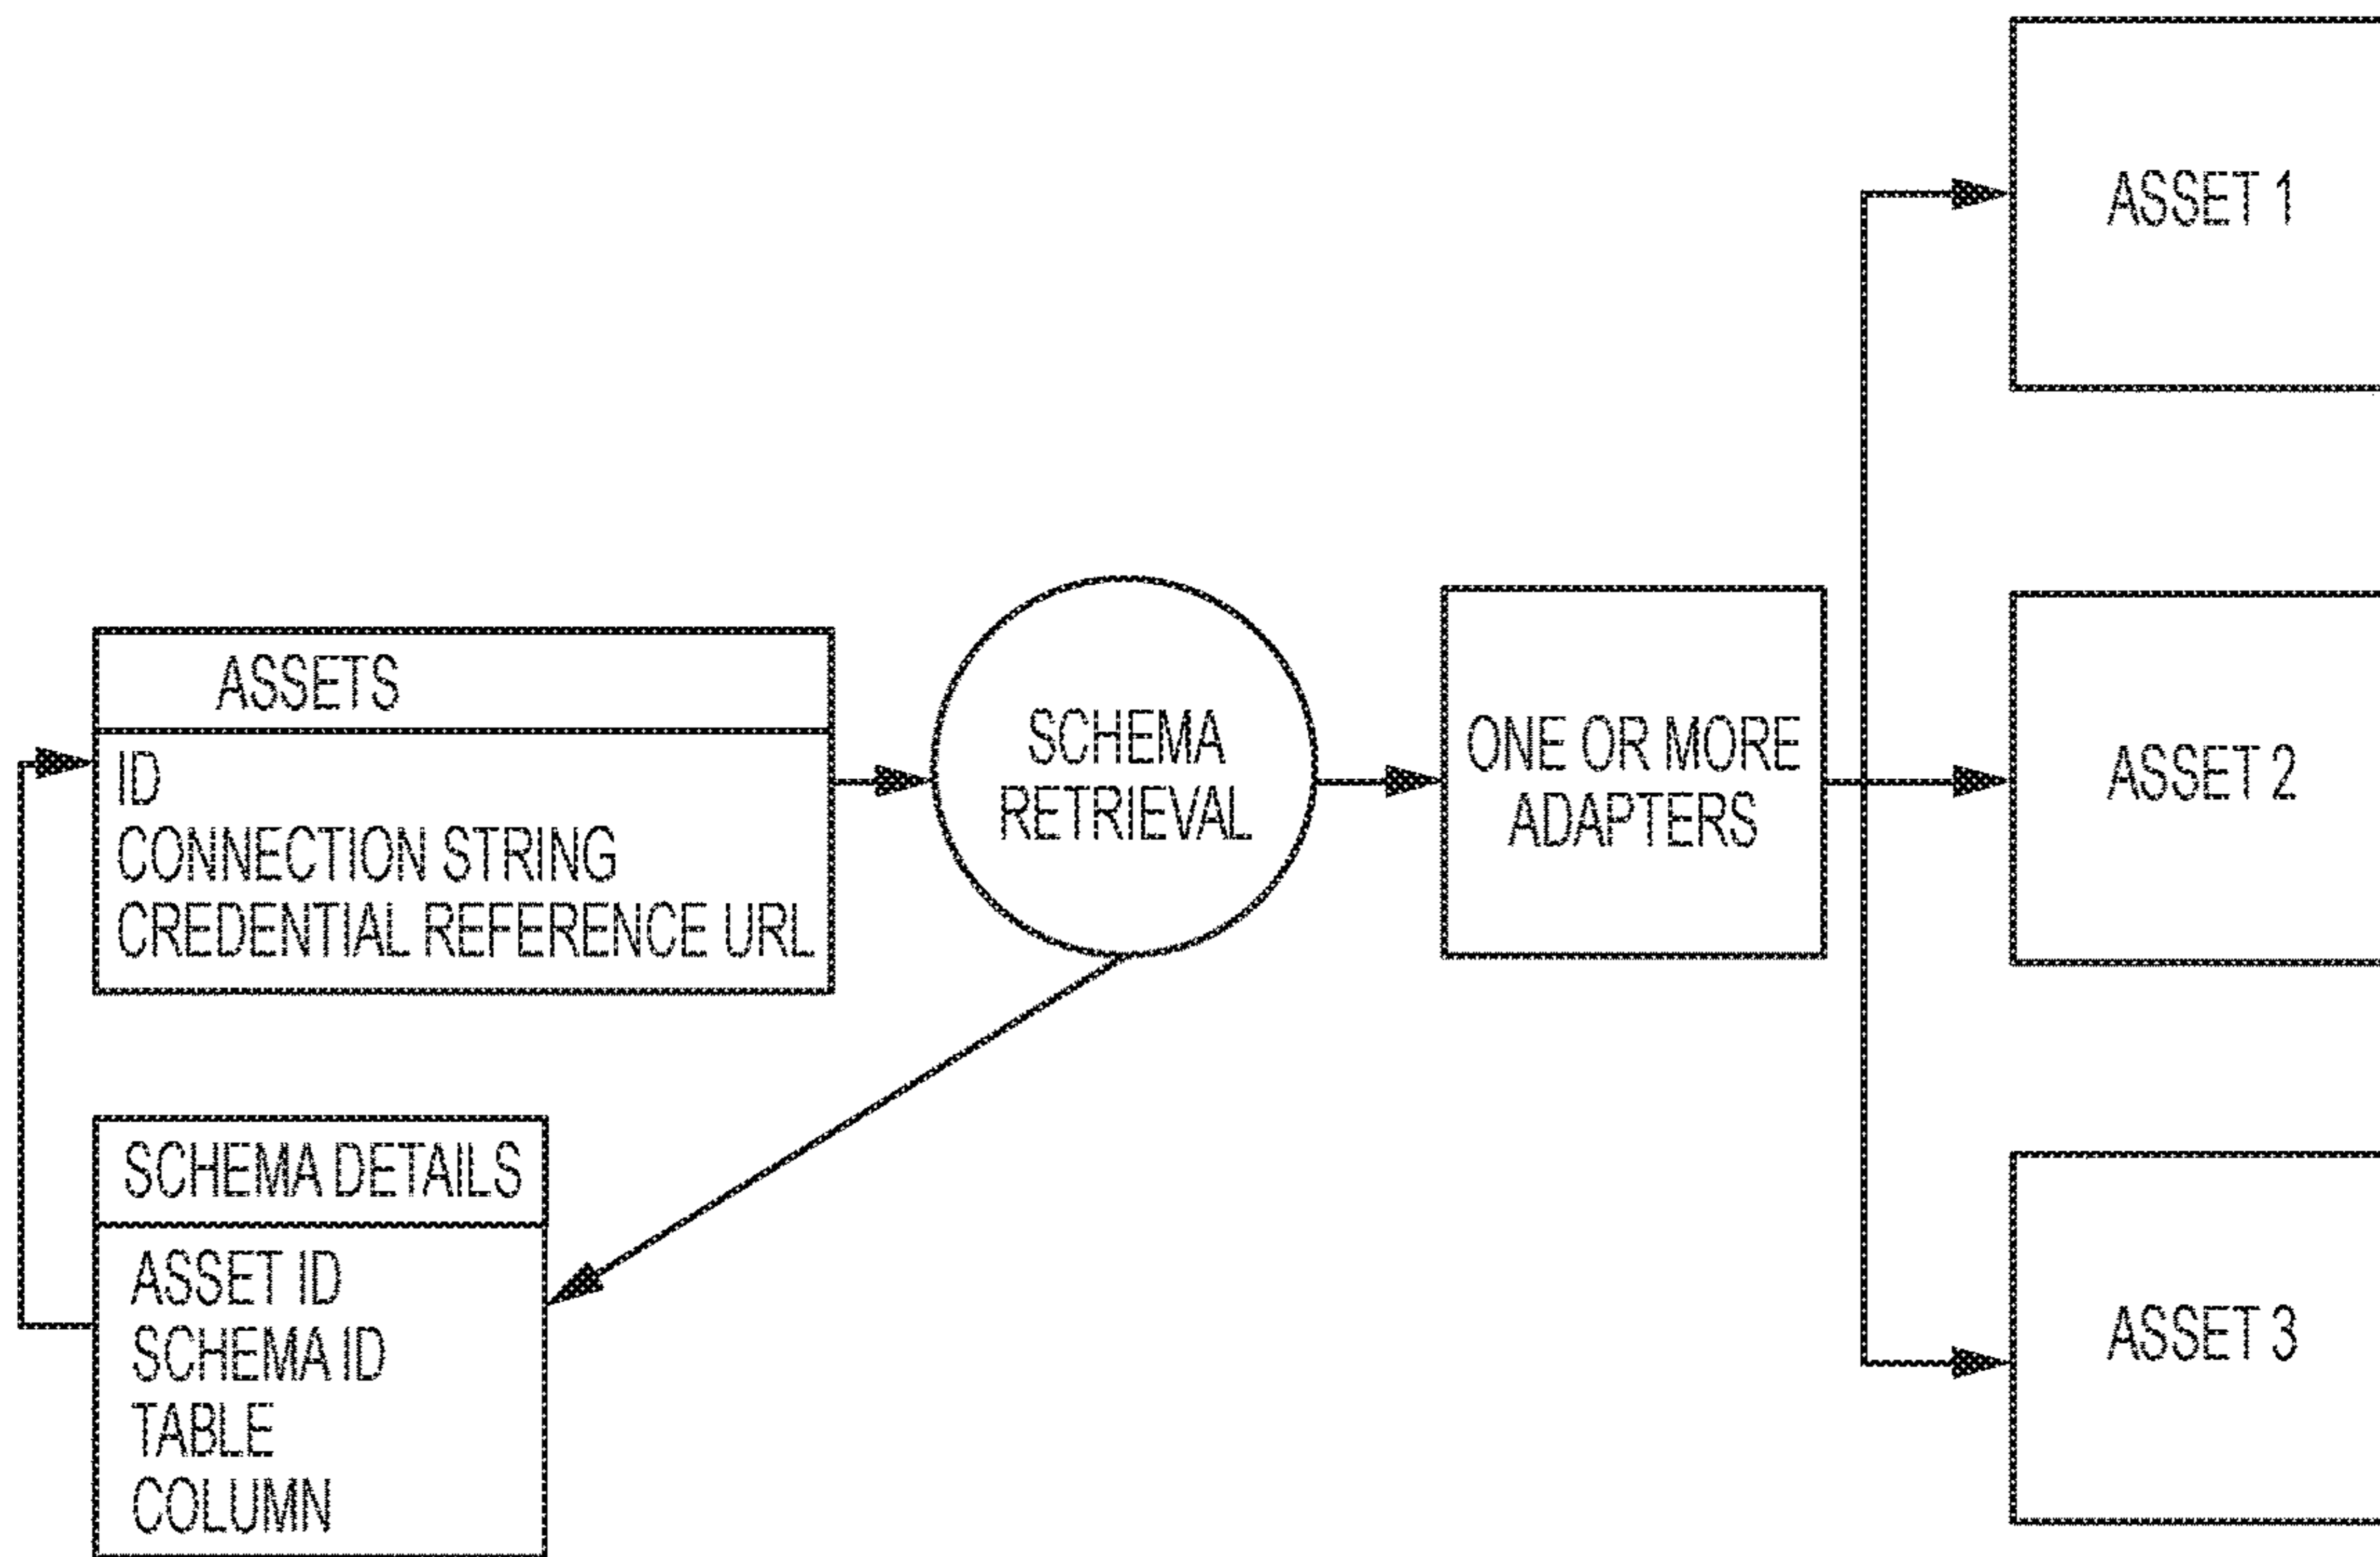 ASSETS
ID
CONNECTION STRING
CREDENTIAL REFERENCE URL
SCHEMA DETAILS
ASSET ID
SCHEMA ID
TABLE
COLUMN
SCHEMA
RETRIEVAL
ONE OR MORE
ADAPTERS
ASSET 1
ASSET 2
ASSET 3